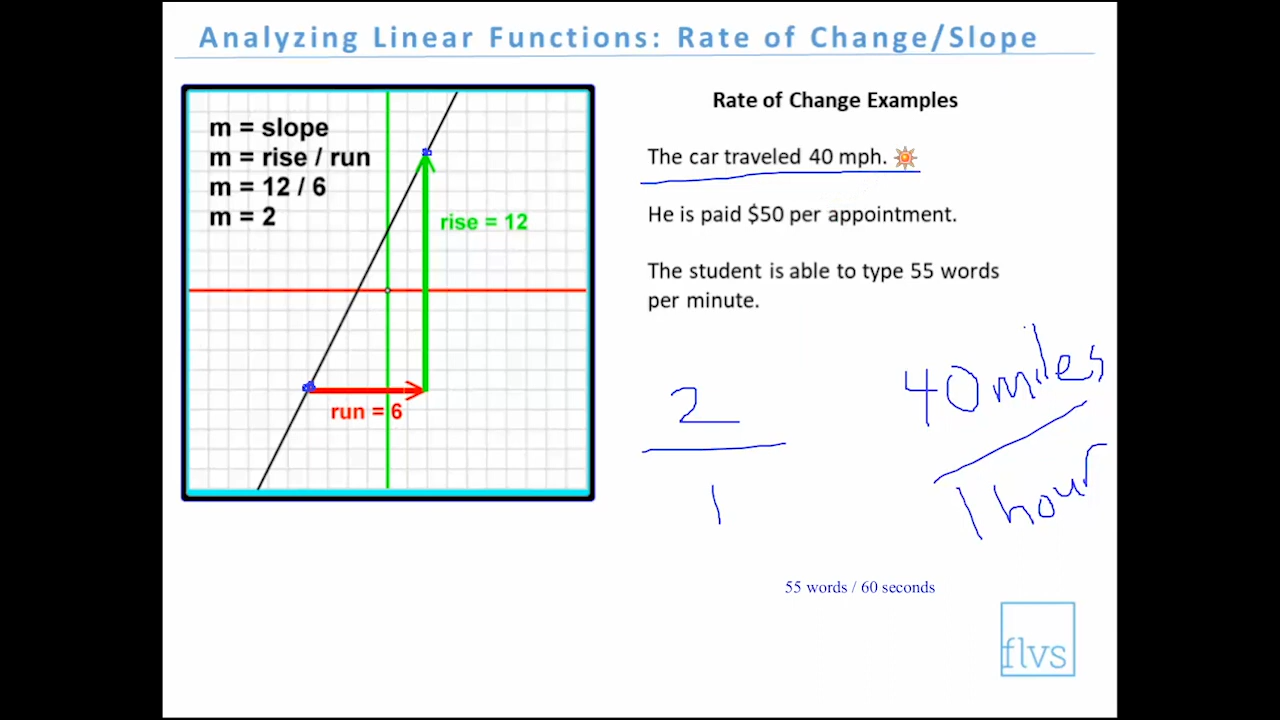 Analyzing Linear Functions: Rate of Change/Slope
m = slope
m = rise / run
m = 12 / 6
m = 2
rise = 12
run = 6
Rate of Change Examples
The car traveled 40 mph.
He is paid $50 per appointment.
The student is able to type 55 words
per minute.
2
1
40 miles
1 hour
55 words / 60 seconds
flvs